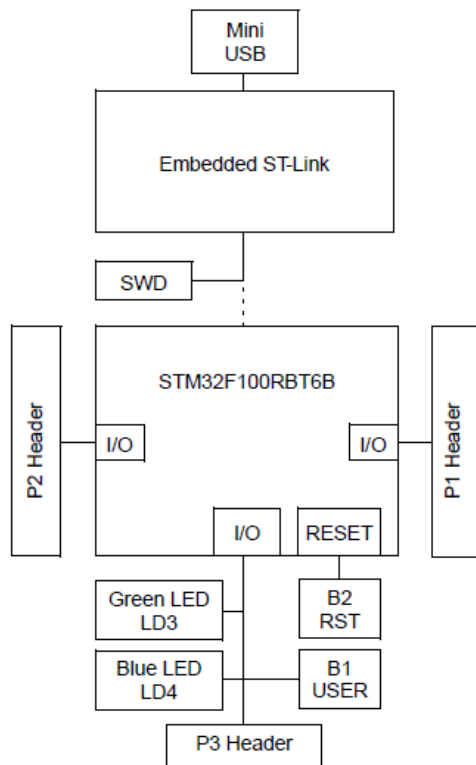 Mini
USB
Embedded ST-Link
SWD
STM32F100RBT6B
P2 Header
I/O
I/O
P1 Header
I/O
RESET
Green LED
LD3
B2
RST
Blue LED
LD4
B1
USER
P3 Header